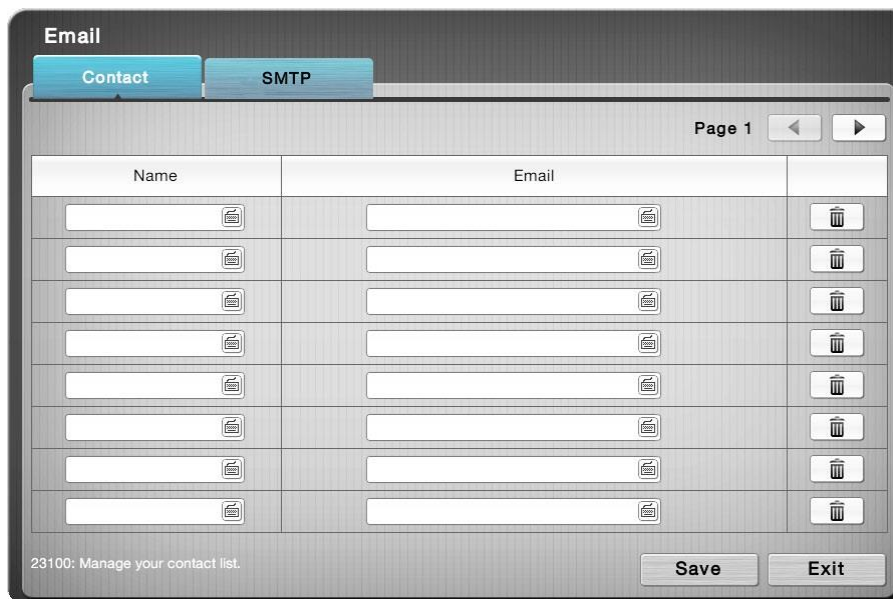 Email
Contact
SMTP
Page 1
Name
Email
23100: Manage your contact list.
Save
Exit